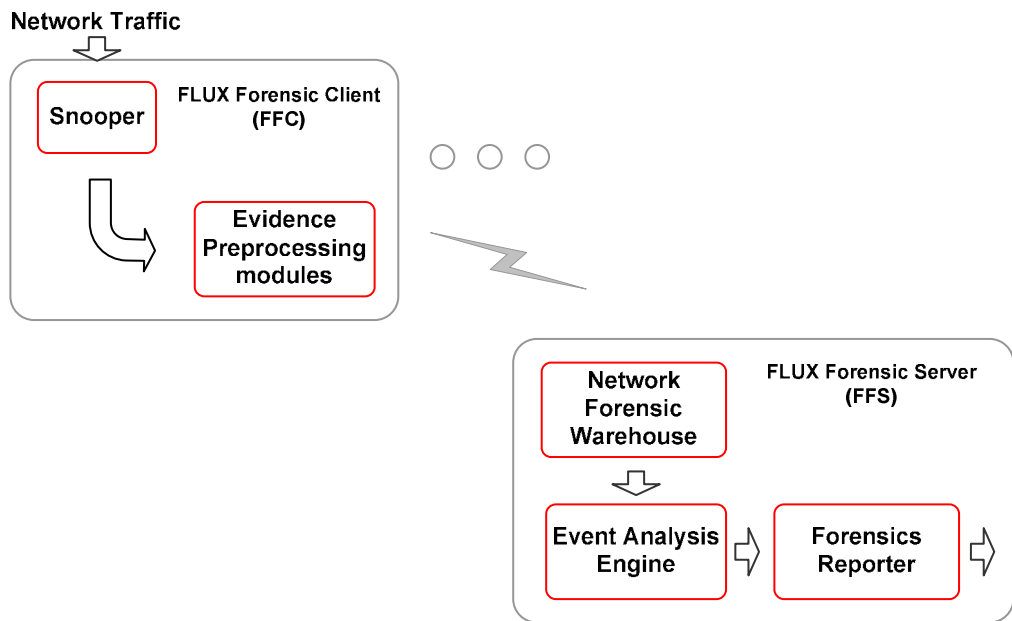 Network Traffic
Snooper
FLUX Forensic Client
(FFC)
Evidence
Preprocessing
modules
Network
Forensic
Warehouse
FLUX Forensic Server
(FFS)
Event Analysis
Engine
Forensics
Reporter